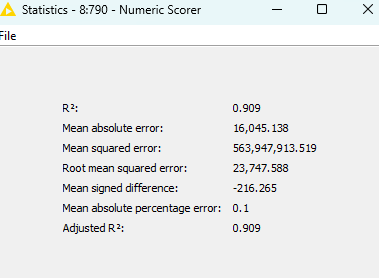 Statistics - 8:790 - Numeric Scorer
File
R²: 0.909
Mean absolute error: 16,045.138
Mean squared error: 563,947,913.519
Root mean squared error: 23,747.588
Mean signed difference: -216.265
Mean absolute percentage error: 0.1
Adjusted R²: 0.909